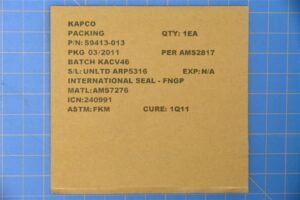 KAPCO
PACKING QTY: 1EA
P/N: 59413-013
PKG 03/2011 PER AMS2817
BATCH KACV46
S/L: UNLTD ARP5316 EXP: N/A
INTERNATIONAL SEAL - FNGP
MATL: AMS7276
ICN: 240991
ASTM: FKM CURE: 1Q11